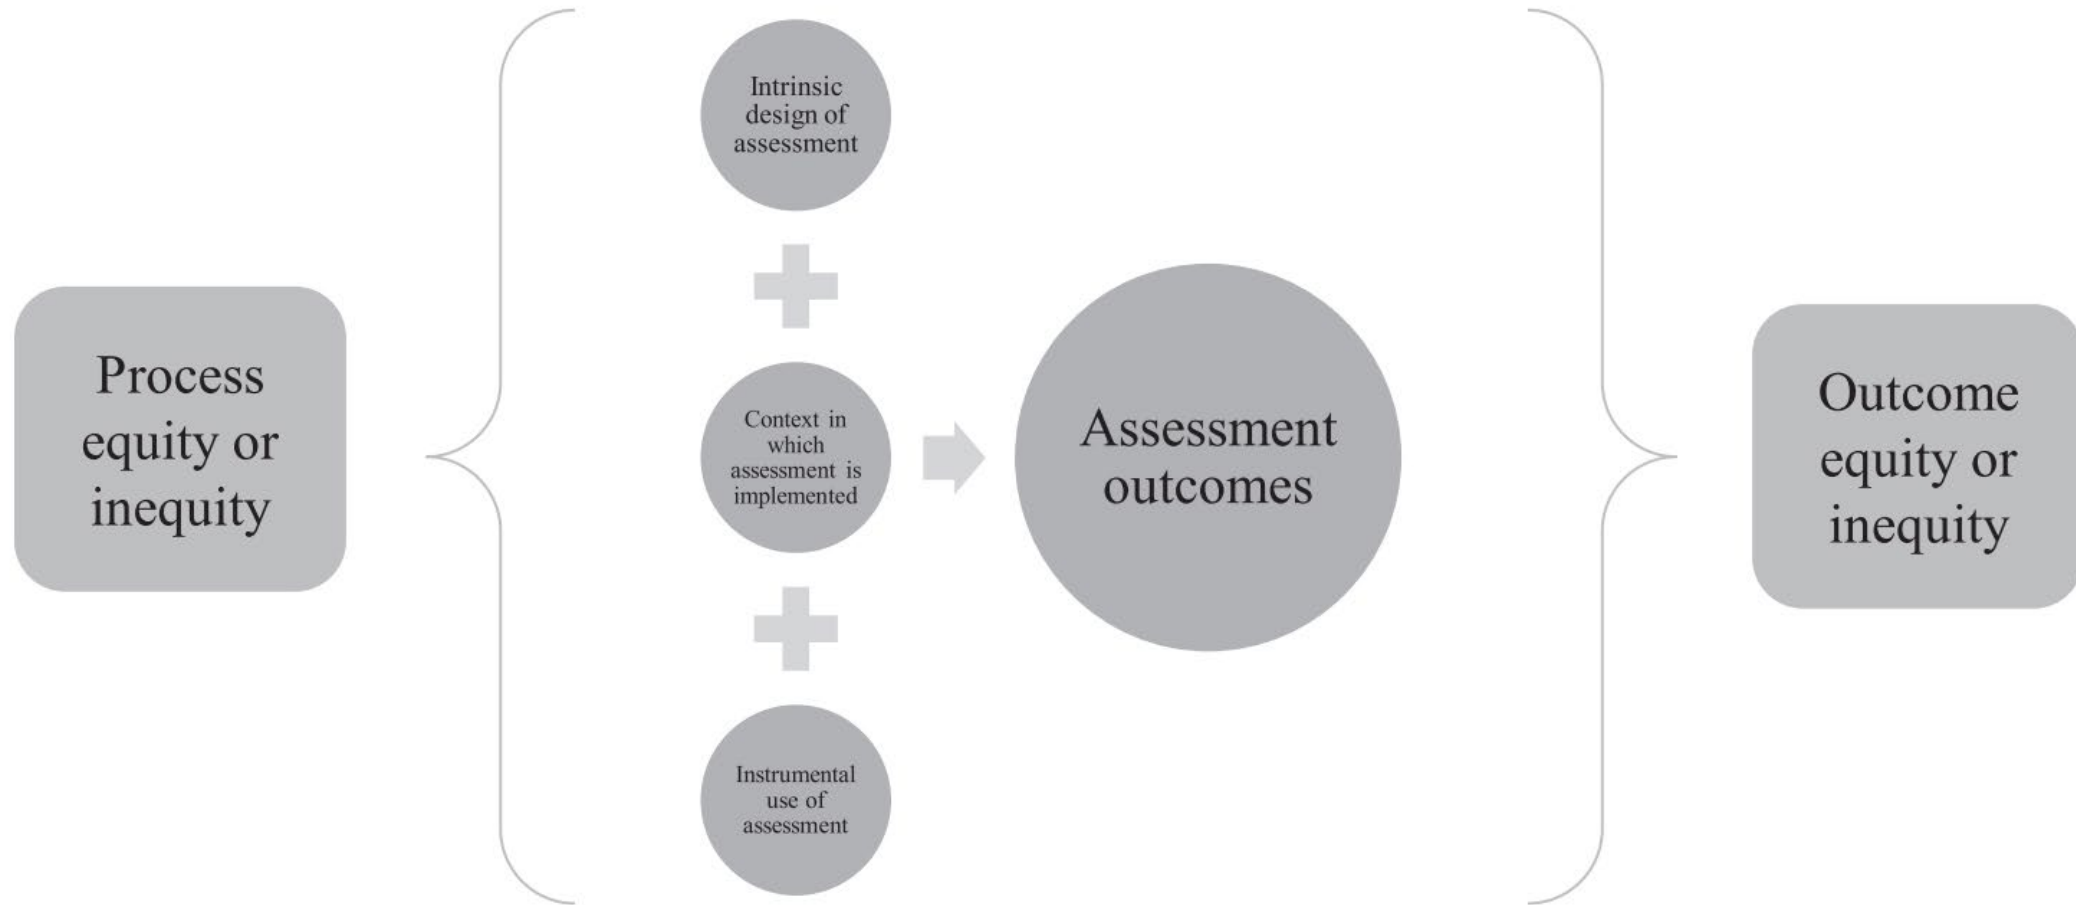 Process
equity or
inequity
Intrinsic
design of
assessment
Context in
which
assessment is
implemented
Instrumental
use of
assessment
Assessment
outcomes
Outcome
equity or
inequity